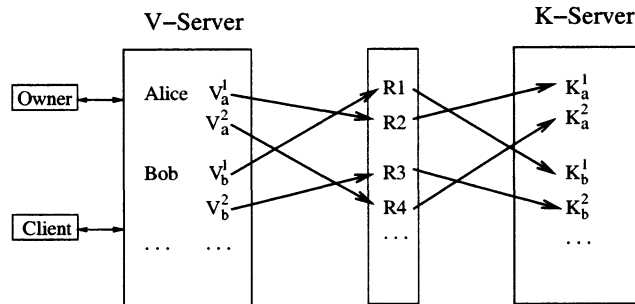 V-Server
K-Server
Owner
Alice
V_a^1
R1
K_a^1
V_a^2
R2
K_a^2
Bob
V_b^1
R3
K_b^1
V_b^2
R4
K_b^2
Client
... ...
...
...